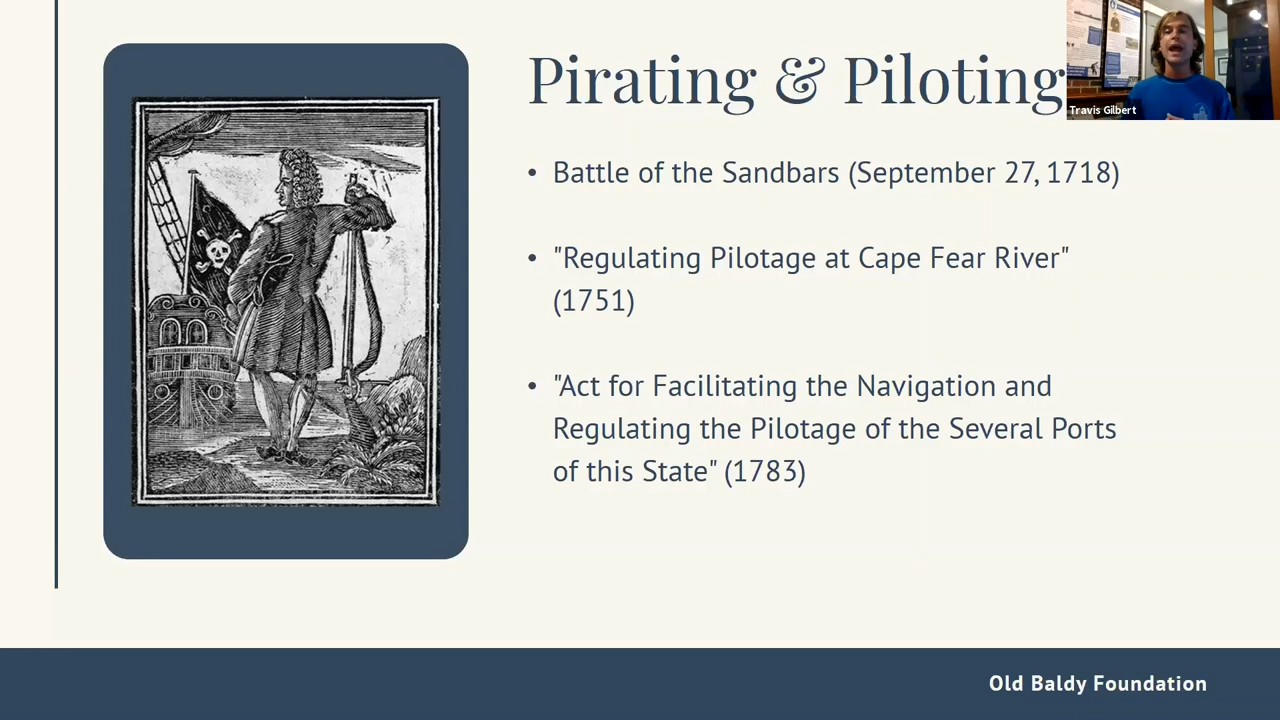 Pirating & Piloting
Travis Gilbert
• Battle of the Sandbars (September 27, 1718)
• "Regulating Pilotage at Cape Fear River"
(1751)
• "Act for Facilitating the Navigation and
Regulating the Pilotage of the Several Ports
of this State" (1783)
Old Baldy Foundation